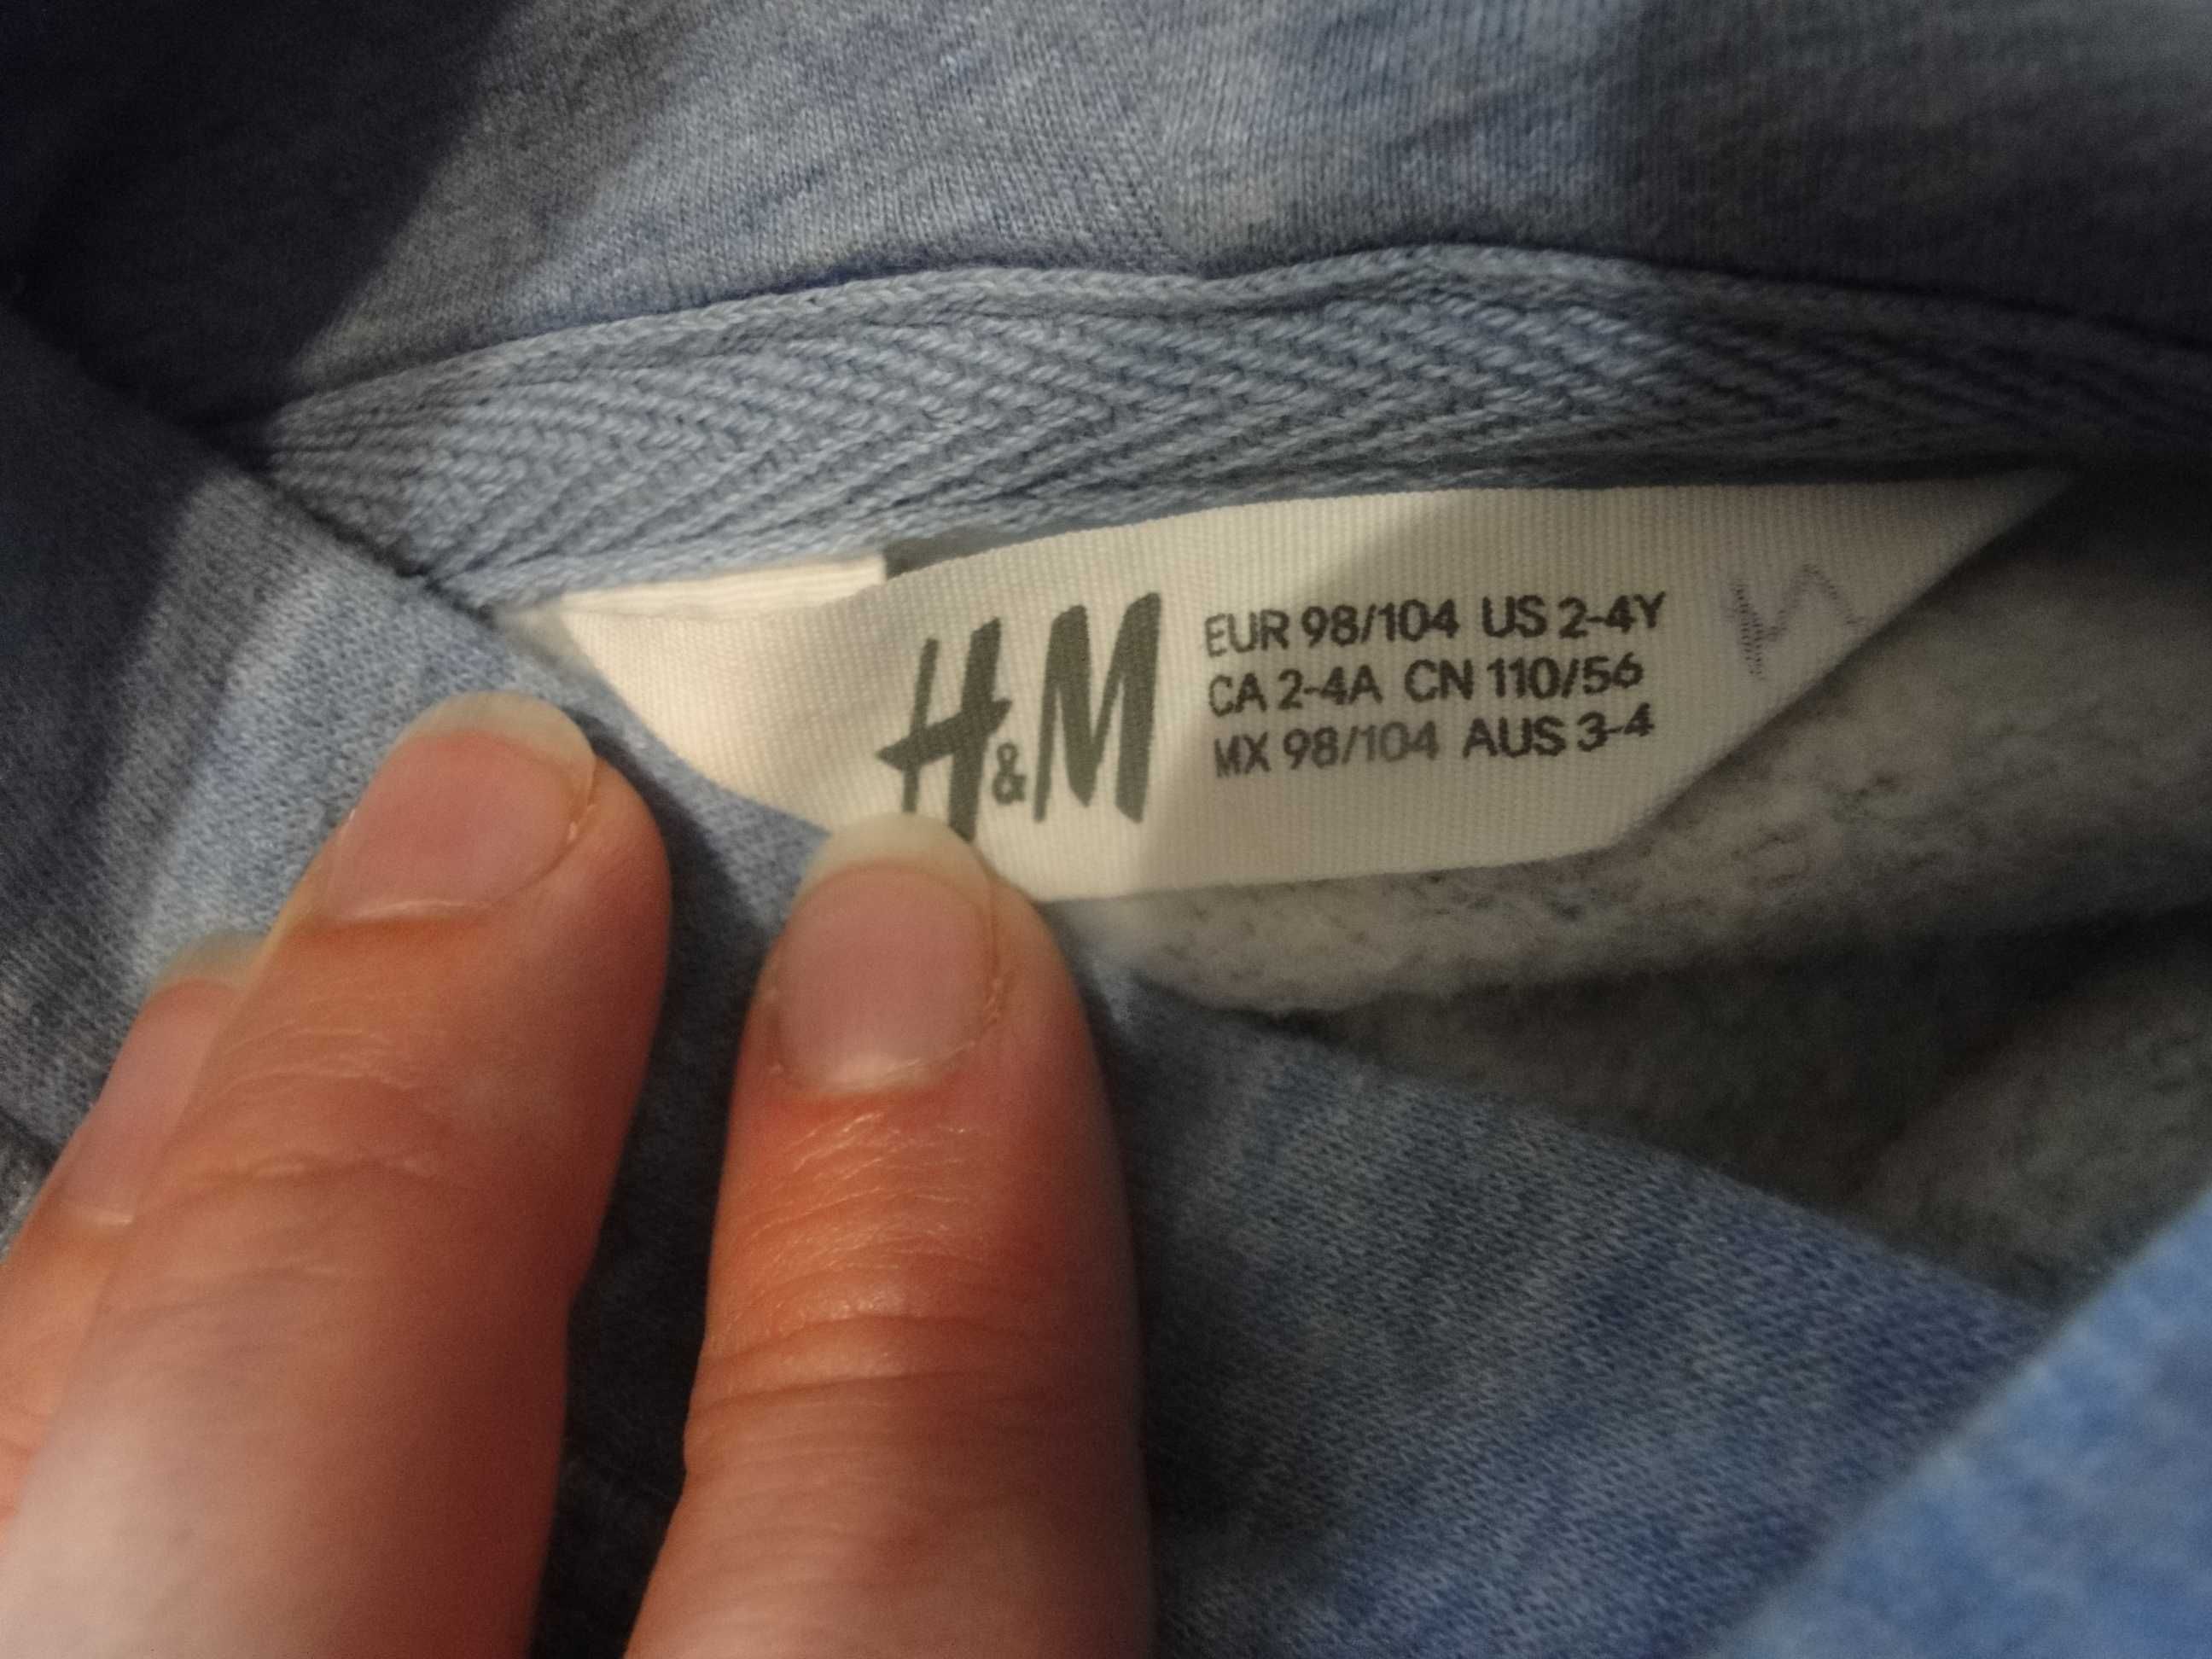 H&M
EUR 98/104 US 2-4Y
CA 2-4A CN 110/56
MX 98/104 AUS 3-4